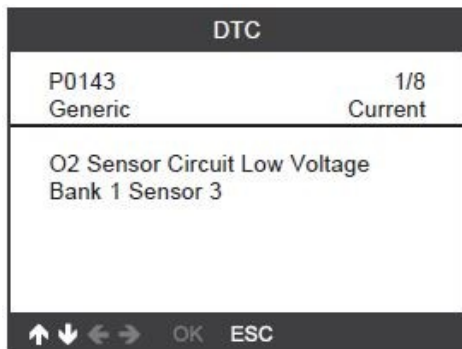 DTC
P0143 1/8
Generic Current
O2 Sensor Circuit Low Voltage
Bank 1 Sensor 3
OK ESC